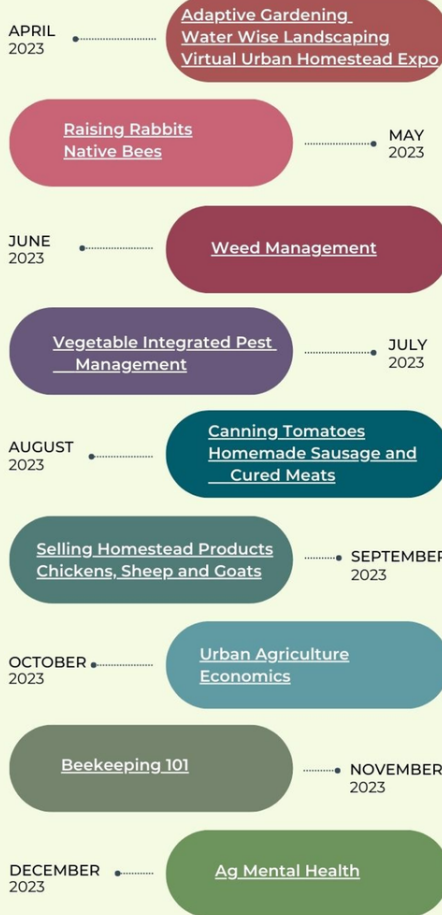 APRIL
2023
Adaptive Gardening
Water Wise Landscaping
Virtual Urban Homestead Expo
Raising Rabbits
Native Bees
MAY
2023
JUNE
2023
Weed Management
Vegetable Integrated Pest
Management
JULY
2023
AUGUST
2023
Canning Tomatoes
Homemade Sausage and
Cured Meats
Selling Homestead Products
Chickens, Sheep and Goats
SEPTEMBER
2023
OCTOBER
2023
Urban Agriculture
Economics
Beekeeping 101
NOVEMBER
2023
DECEMBER
2023
Ag Mental Health